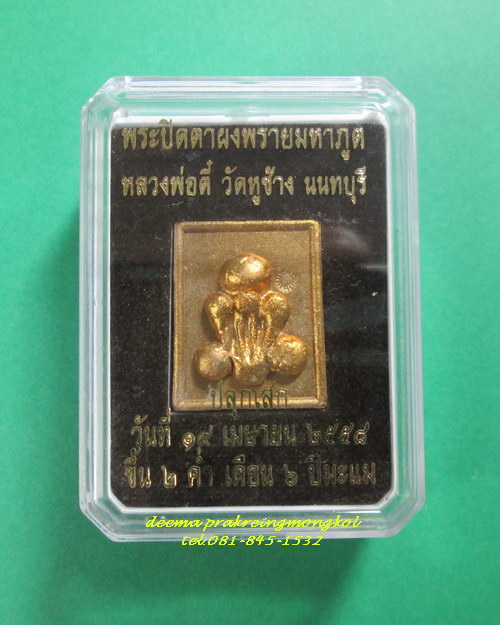 พระปิดตาผงพรายมหาภูต
หลวงพ่อตี๋ วัดหูช้าง นนทบุรี
ปลุกเสก
วันที่ ๑๙ เมษายน ๒๕๕๘
ขึ้น ๒ ค่ำ เดือน ๖ ปีมะแม
deema prakreingmongkol
tel.081-845-1532